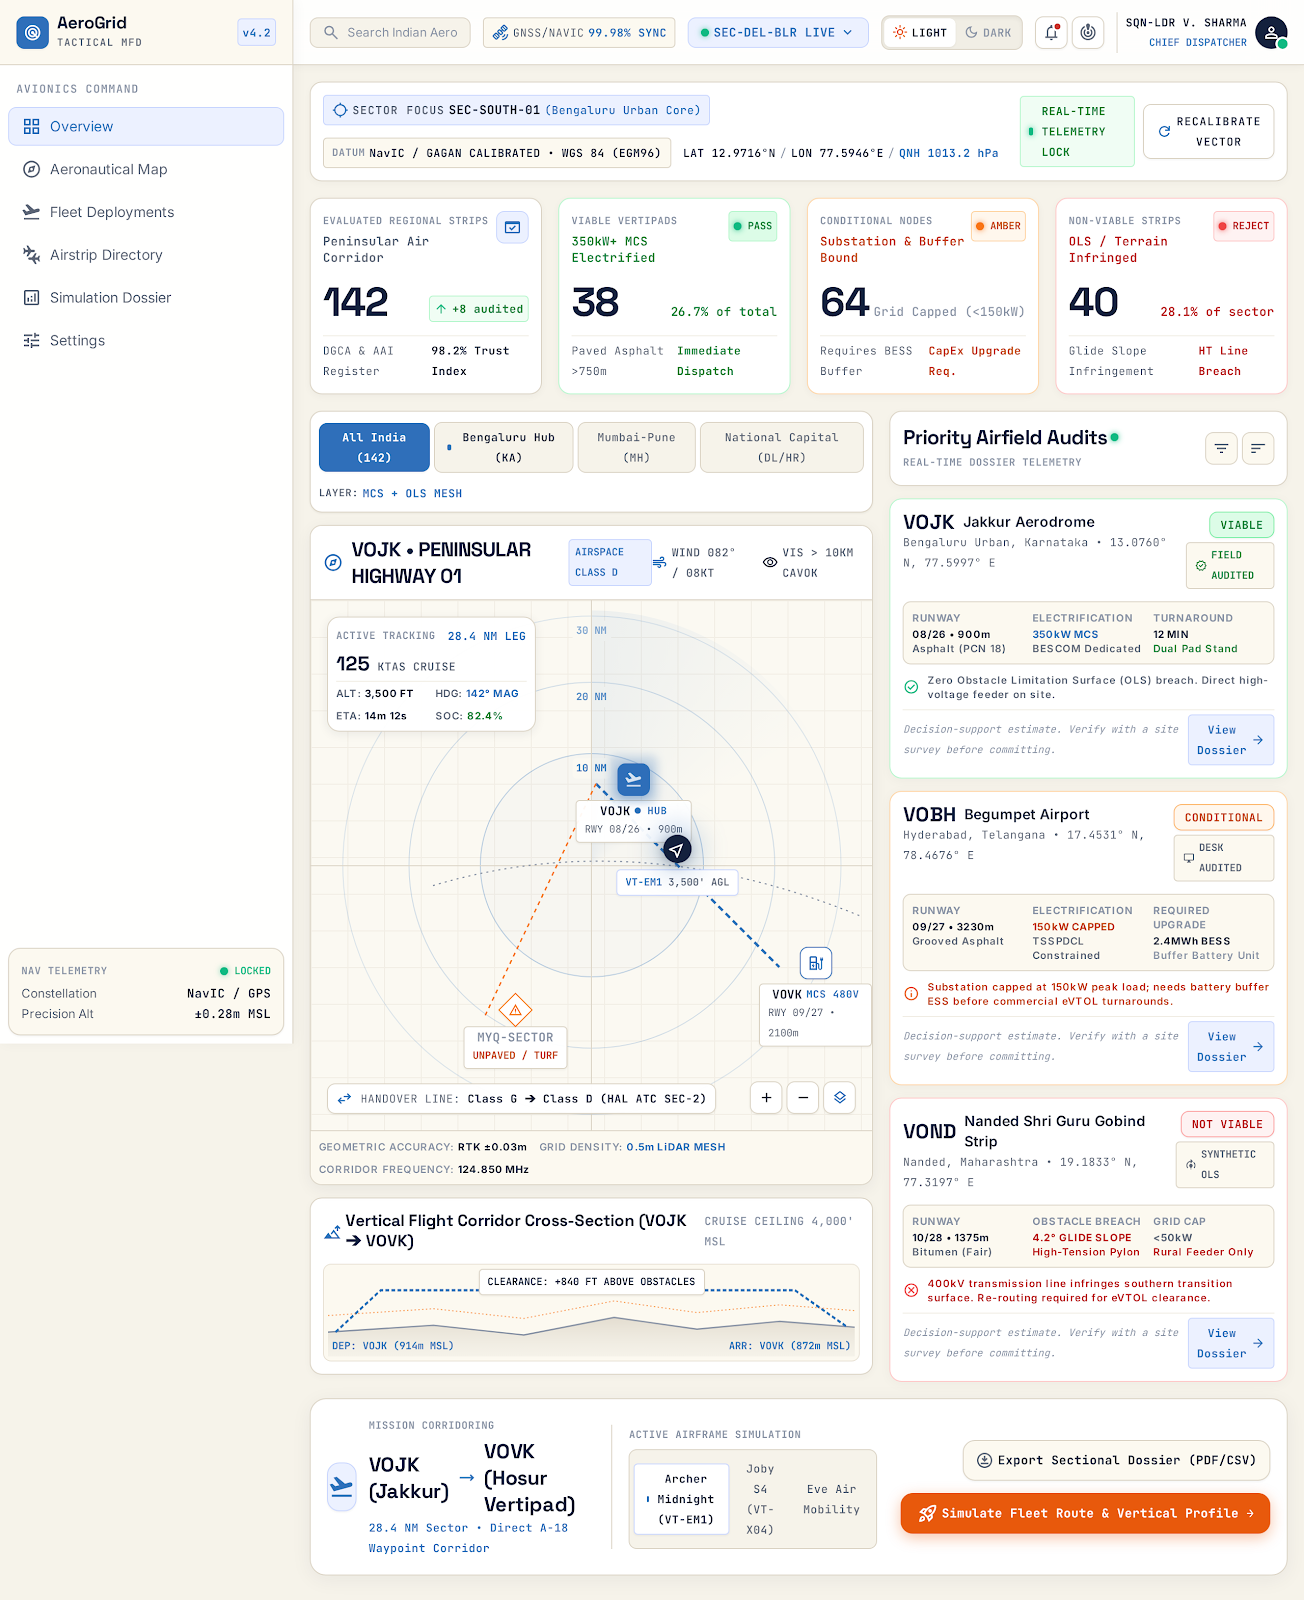 AeroGrid
TACTICAL MFD
v4.2
Search Indian Aero
GNSS/NAVIC 99.98% SYNC
SEC-DEL-BLR LIVE
LIGHT
DARK
SQN-LDR V. SHARMA
CHIEF DISPATCHER
AVIONICS COMMAND
Overview
Aeronautical Map
Fleet Deployments
Airstrip Directory
Simulation Dossier
Settings
NAV TELEMETRY
LOCKED
Constellation
NavIC / GPS
Precision Alt
±0.28m MSL
SECTOR FOCUS SEC-SOUTH-01 (Bengaluru Urban Core)
DATUM NavIC / GAGAN CALIBRATED • WGS 84 (EGM96)
LAT 12.9716°N / LON 77.5946°E / QNH 1013.2 hPa
REAL-TIME
TELEMETRY
LOCK
RECALIBRATE
VECTOR
EVALUATED REGIONAL STRIPS
Peninsular Air
Corridor
142
+8 audited
DGCA & AAI
Register
98.2% Trust
Index
VIABLE VERTIPADS
350kW+ MCS
Electrified
PASS
38
26.7% of total
Paved Asphalt
>750m
Immediate
Dispatch
CONDITIONAL NODES
Substation & Buffer
Bound
AMBER
64
Grid Capped (<150kW)
Requires BESS
Buffer
CapEx Upgrade
Req.
NON-VIABLE STRIPS
OLS / Terrain
Infringed
REJECT
40
28.1% of sector
Glide Slope
Infringement
HT Line
Breach
All India
(142)
Bengaluru Hub
(KA)
Mumbai-Pune
(MH)
National Capital
(DL/HR)
LAYER: MCS + OLS MESH
VOJK • PENINSULAR
HIGHWAY 01
AIRSPACE
CLASS D
WIND 082°
/ 08KT
VIS > 10KM
CAVOK
ACTIVE TRACKING
28.4 NM LEG
125 KTAS CRUISE
ALT: 3,500 FT
HDG: 142° MAG
ETA: 14m 12s
SOC: 82.4%
30 NM
20 NM
10 NM
VOJK
HUB
RWY 08/26 • 900m
VT-EM1 3,500' AGL
VOVK MCS 480V
RWY 09/27 •
2100m
MYQ-SECTOR
UNPAVED / TURF
HANDOVER LINE: Class G → Class D (HAL ATC SEC-2)
+
−
GEOMETRIC ACCURACY: RTK ±0.03m
GRID DENSITY: 0.5m LiDAR MESH
CORRIDOR FREQUENCY: 124.850 MHz
Vertical Flight Corridor Cross-Section (VOJK
→ VOVK)
CRUISE CEILING 4,000'
MSL
CLEARANCE: +840 FT ABOVE OBSTACLES
DEP: VOJK (914m MSL)
ARR: VOVK (872m MSL)
Priority Airfield Audits
REAL-TIME DOSSIER TELEMETRY
VOJK Jakkur Aerodrome
Bengaluru Urban, Karnataka • 13.0760°
N, 77.5997° E
VIABLE
FIELD
AUDITED
RUNWAY
08/26 • 900m
Asphalt (PCN 18)
ELECTRIFICATION
350kW MCS
BESCOM Dedicated
TURNAROUND
12 MIN
Dual Pad Stand
Zero Obstacle Limitation Surface (OLS) breach. Direct high-
voltage feeder on site.
Decision-support estimate. Verify with a site
survey before committing.
View
Dossier →
VOBH Begumpet Airport
Hyderabad, Telangana • 17.4531° N,
78.4676° E
CONDITIONAL
DESK
AUDITED
RUNWAY
09/27 • 3230m
Grooved Asphalt
ELECTRIFICATION
150kW CAPPED
TSSPDCL
Constrained
REQUIRED
UPGRADE
2.4MWh BESS
Buffer Battery Unit
Substation capped at 150kW peak load; needs battery buffer
ESS before commercial eVTOL turnarounds.
Decision-support estimate. Verify with a site
survey before committing.
View
Dossier →
VOND Nanded Shri Guru Gobind
Strip
Nanded, Maharashtra • 19.1833° N,
77.3197° E
NOT VIABLE
SYNTHETIC
OLS
RUNWAY
10/28 • 1375m
Bitumen (Fair)
OBSTACLE BREACH
4.2° GLIDE SLOPE
High-Tension Pylon
GRID CAP
<50kW
Rural Feeder Only
400kV transmission line infringes southern transition
surface. Re-routing required for eVTOL clearance.
Decision-support estimate. Verify with a site
survey before committing.
View
Dossier →
MISSION CORRIDORING
VOJK
(Jakkur)
→
VOVK
(Hosur
Vertipad)
28.4 NM Sector • Direct A-18
Waypoint Corridor
ACTIVE AIRFRAME SIMULATION
Archer
Midnight
(VT-EM1)
Joby
S4
(VT-
X04)
Eve Air
Mobility
Export Sectional Dossier (PDF/CSV)
Simulate Fleet Route & Vertical Profile →